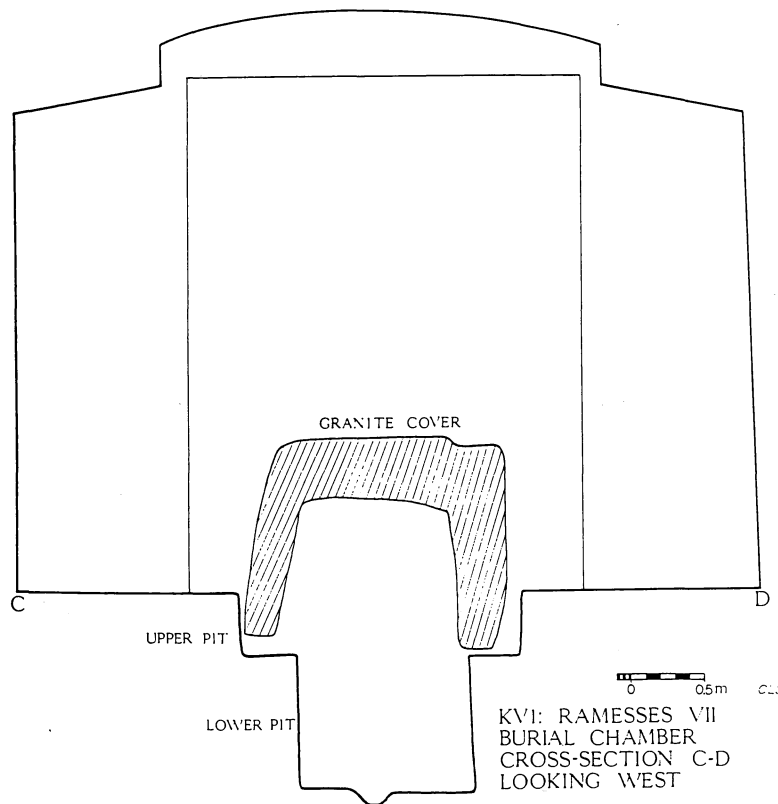 GRANITE COVER
C
D
UPPER PIT
LOWER PIT
0 0.5m
KV1: RAMESSES VII
BURIAL CHAMBER
CROSS-SECTION C-D
LOOKING WEST